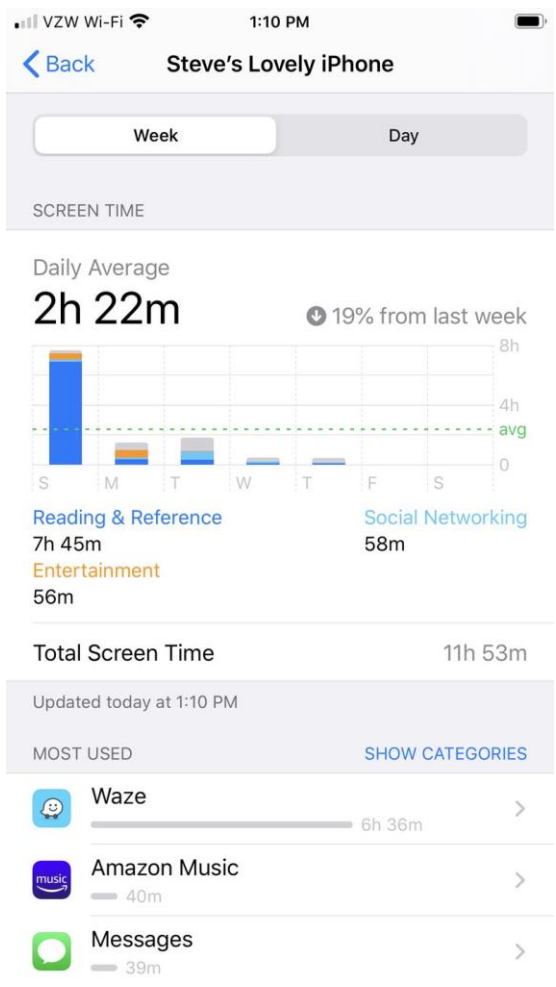 VZW Wi-Fi 1:10 PM
Back Steve's Lovely iPhone
Week Day
SCREEN TIME
Daily Average
2h 22m 19% from last week
8h
4h
avg
0
S M T W T F S
Reading & Reference Social Networking
7h 45m 58m
Entertainment
56m
Total Screen Time 11h 53m
Updated today at 1:10 PM
MOST USED SHOW CATEGORIES
Waze
6h 36m
music
Amazon Music
40m
Messages
39m